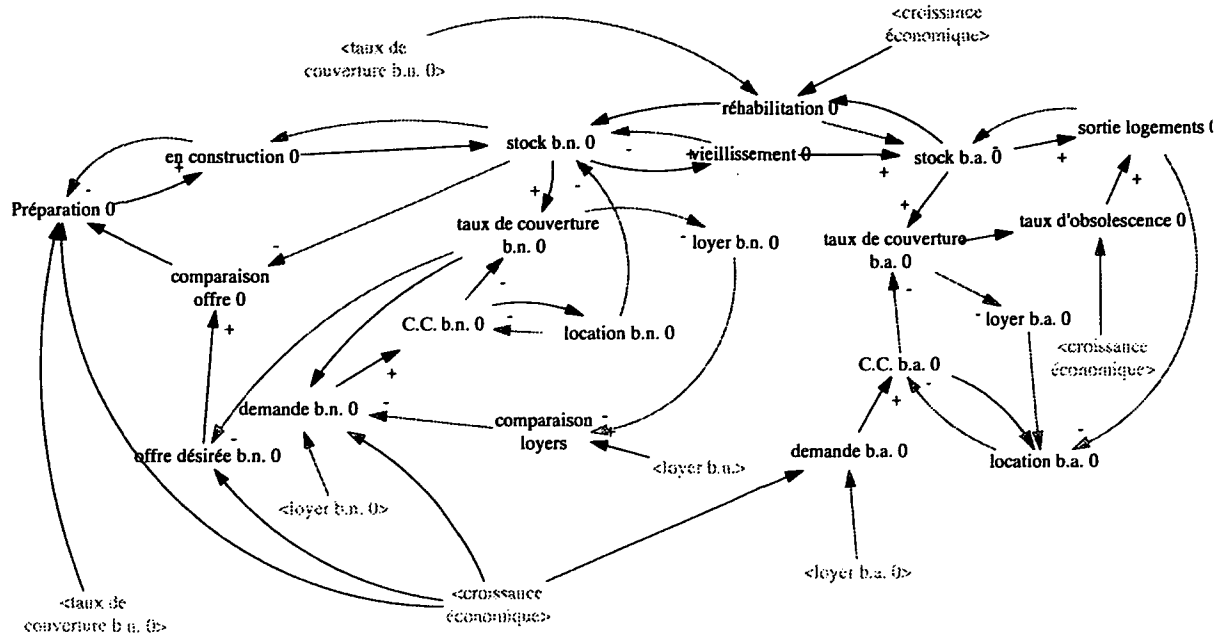 <croissance
économique>
<taux de
couverture b.n. 0>
réhabilitation 0
sortie logements 0
stock b.n. 0
en construction 0
vieillissement 0
stock b.a. 0
Préparation 0
taux de couverture
b.n. 0
loyer b.n. 0
taux de couverture
b.a. 0
taux d'obsolescence 0
comparaison
offre 0
C.C. b.n. 0
location b.n. 0
loyer b.a. 0
<croissance
économique>
C.C. b.a. 0
demande b.n. 0
comparaison
loyers
offre désirée b.n. 0
demande b.a. 0
location b.a. 0
<loyer b.n.>
<loyer b.n. 0>
<loyer b.a. 0>
<croissance
économique>
<taux de
couverture b.n. 0>